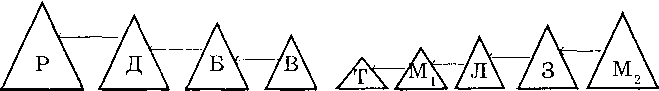 Р Д Б В Т М₁ Л З М₂